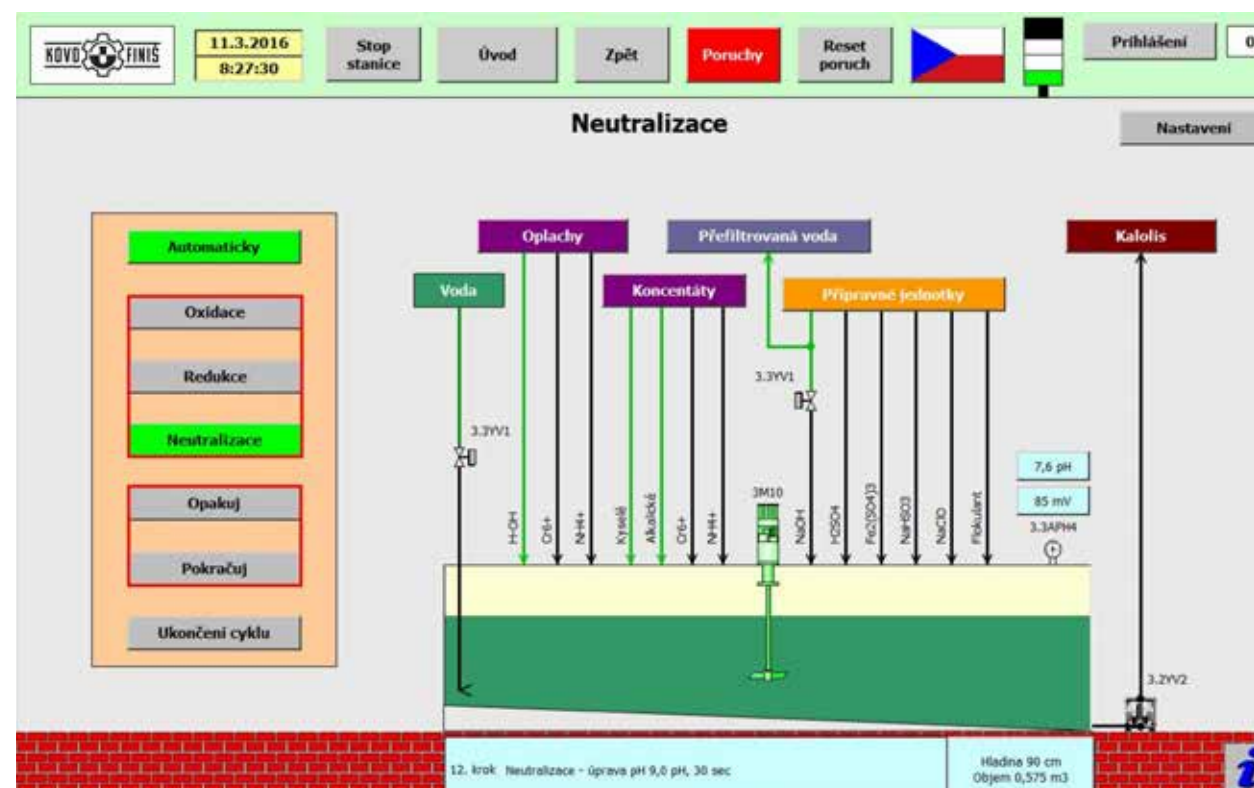 KOVO FINIŠ
11.3.2016
8:27:30
Stop
stanice
Úvod
Zpět
Poruchy
Reset
poruch
Prihlášení
0
Neutralizace
Nastavení
Automaticky
Oxidace
Redukce
Neutralizace
Opakuj
Pokračuj
Ukončení cyklu
Oplachy
Přefiltrovaná voda
Kalolis
Voda
Koncentáty
Přípravné jednotky
3.3YV1
3.3YV1
7,6 pH
85 mV
3.3APH4
3M10
H-OH
Cr6+
NH4+
Kyselé
Alkalické
Cr6+
NH4+
NaOH
H2SO4
Fe2(SO4)3
NaHSO3
NaClO
Flokulant
3.2YV2
12. krok Neutralizace - úprava pH 9,0 pH, 30 sec
Hladina 90 cm
Objem 0,575 m3
i